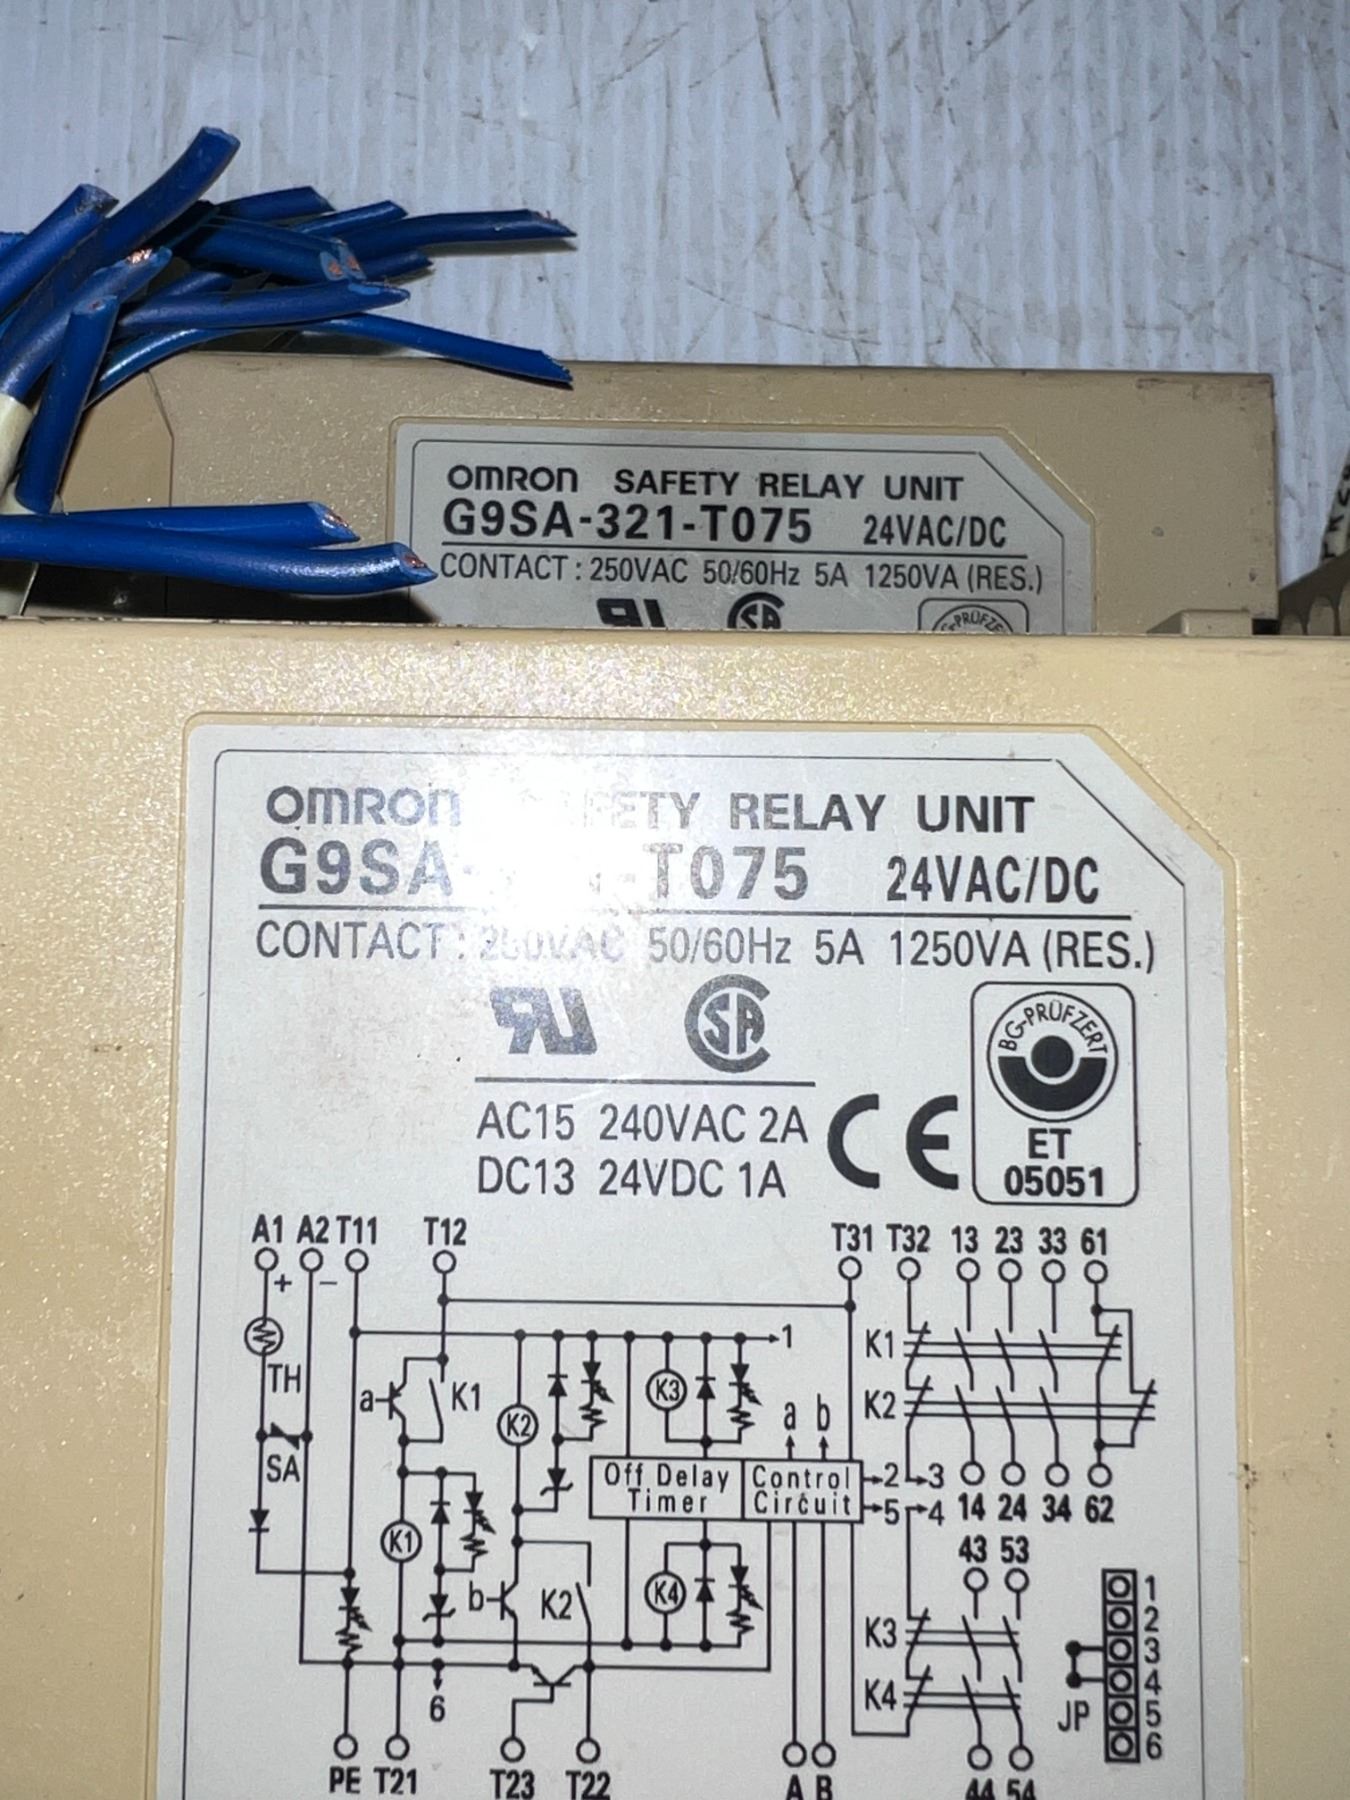 OMRON SAFETY RELAY UNIT
G9SA-321-T075 24VAC/DC
CONTACT : 250VAC 50/60Hz 5A 1250VA (RES.)
OMRON SAFETY RELAY UNIT
G9SA- -T075 24VAC/DC
CONTACT : 250VAC 50/60Hz 5A 1250VA (RES.)
BG-PRÜFZERT
ET
05051
AC15 240VAC 2A
DC13 24VDC 1A
CE
A1 A2 T11 T12 T31 T32 13 23 33 61
+ −
1
K1
TH
a K1 K2 K3 a b
K2
SA
Off Delay Timer
Control Circuit
2 3
5 4
14 24 34 62
43 53
K1
b K2 K4
K3
K4
6
JP
1
2
3
4
5
6
PE T21 T23 T22 A B 44 54